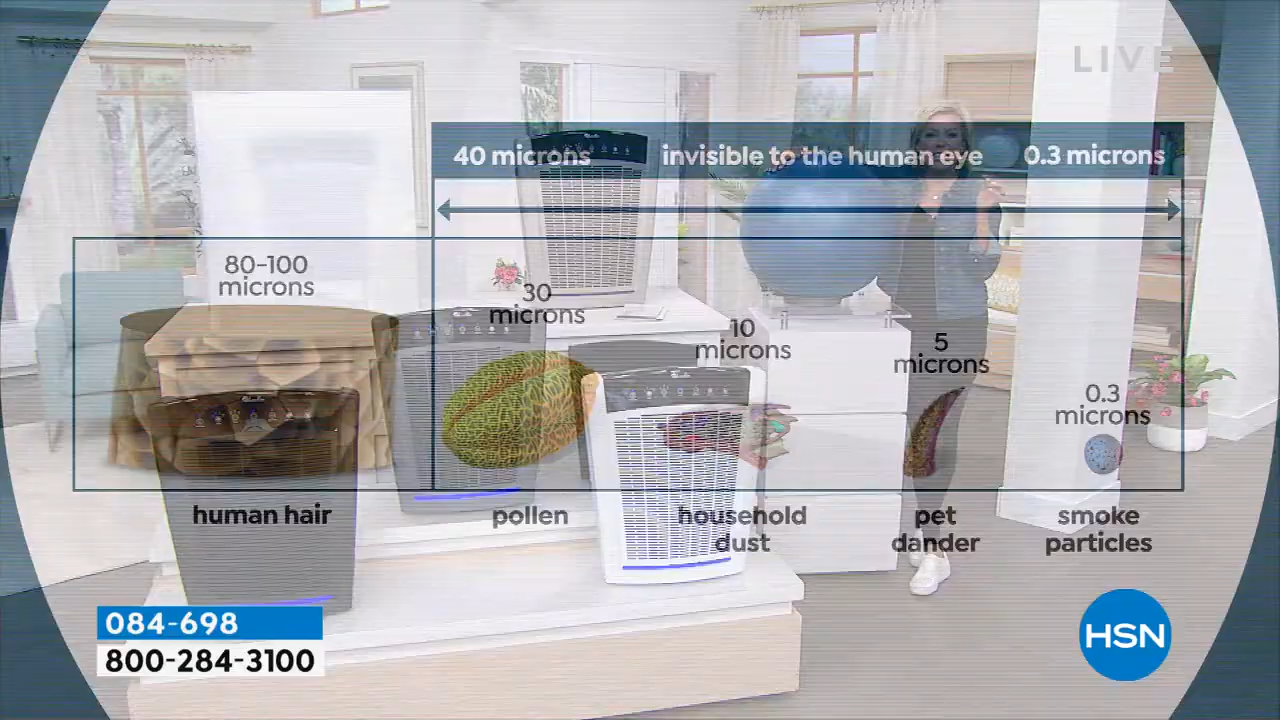 LIVE
40 microns
invisible to the human eye
0.3 microns
80-100
microns
30
microns
10
microns
5
microns
0.3
microns
human hair
pollen
household
dust
pet
dander
smoke
particles
084-698
800-284-3100
HSN